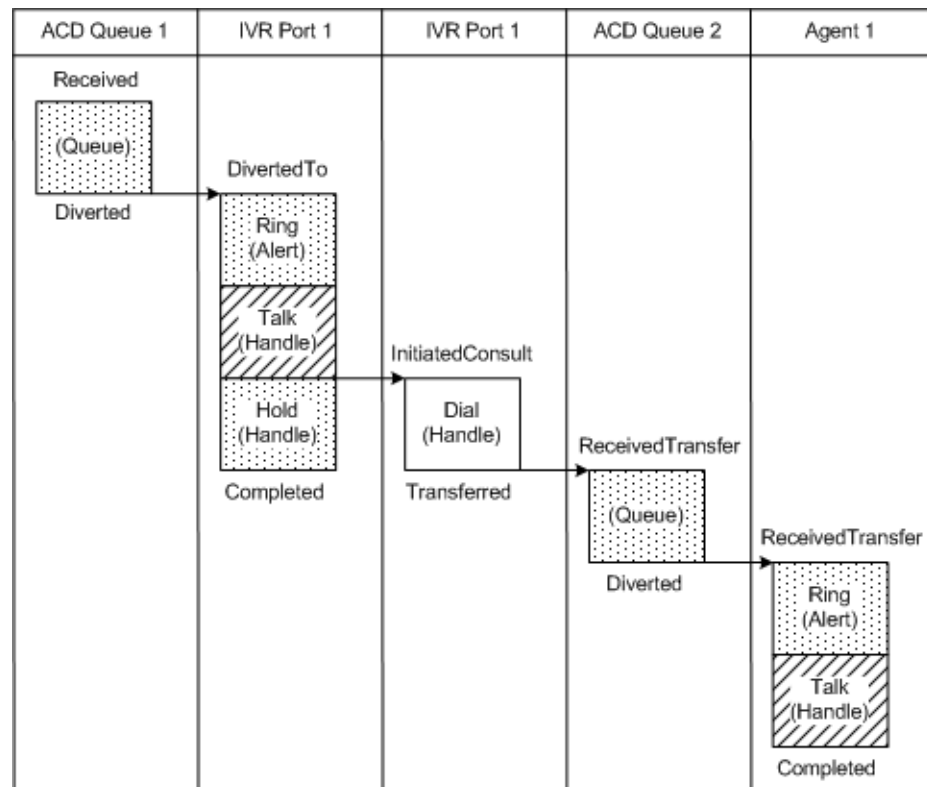 ACD Queue 1
IVR Port 1
IVR Port 1
ACD Queue 2
Agent 1
Received
(Queue)
Diverted
DivertedTo
Ring
(Alert)
Talk
(Handle)
Hold
(Handle)
Completed
InitiatedConsult
Dial
(Handle)
Transferred
ReceivedTransfer
(Queue)
Diverted
ReceivedTransfer
Ring
(Alert)
Talk
(Handle)
Completed